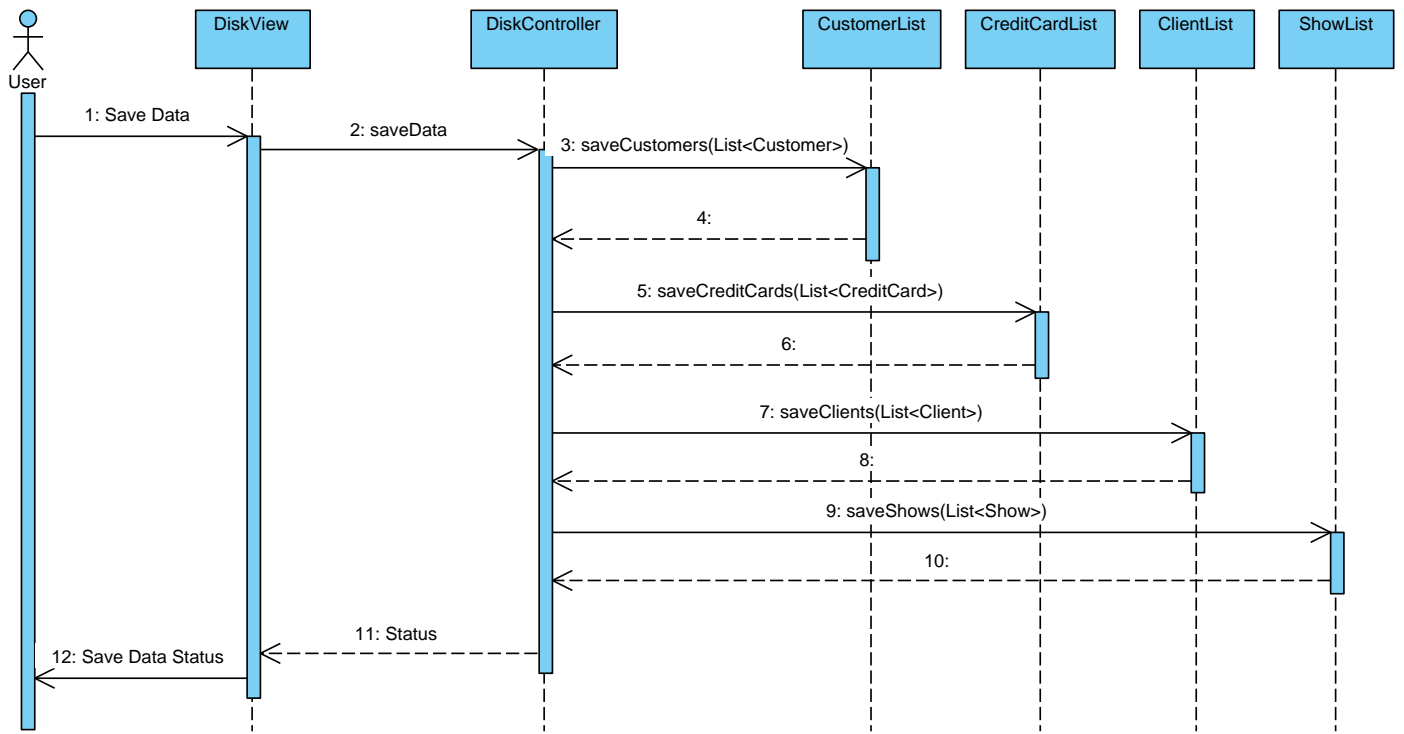 DiskView
DiskController
CustomerList
CreditCardList
ClientList
ShowList
User
1: Save Data
2: saveData
3: saveCustomers(List<Customer>)
4:
5: saveCreditCards(List<CreditCard>)
6:
7: saveClients(List<Client>)
8:
9: saveShows(List<Show>)
10:
11: Status
12: Save Data Status